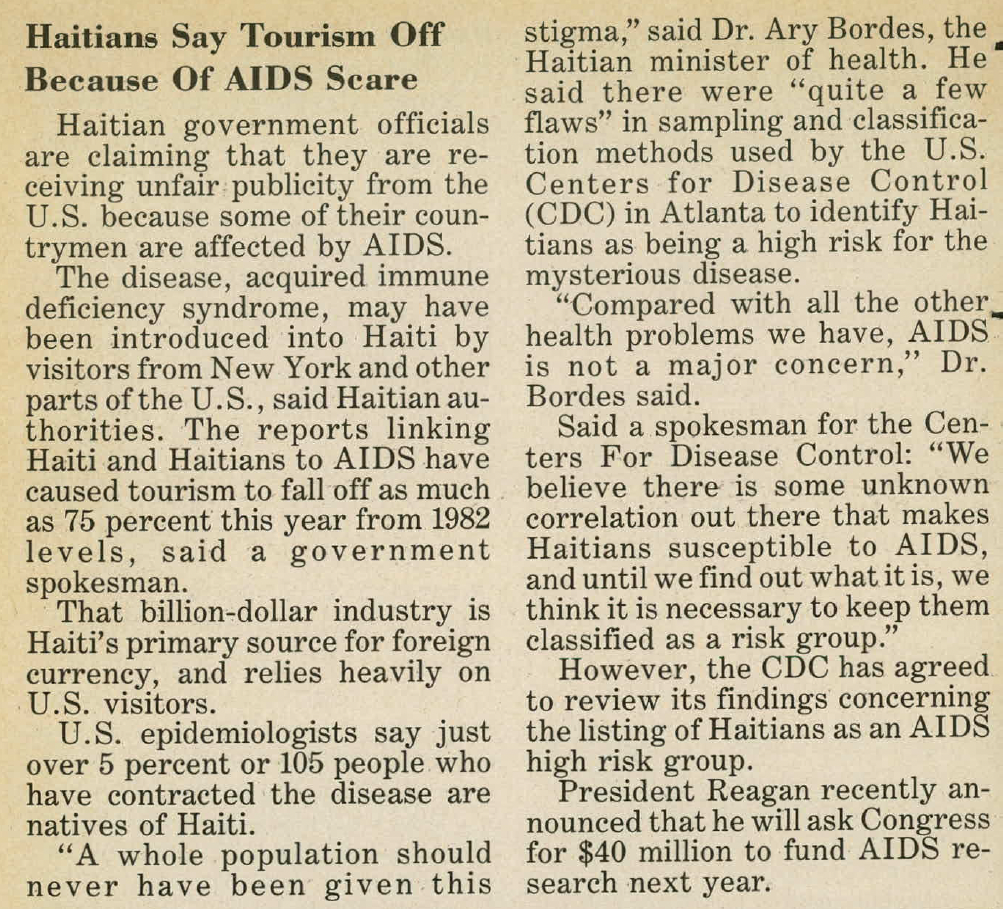 Haitians Say Tourism Off
Because Of AIDS Scare
Haitian government officials
are claiming that they are re-
ceiving unfair publicity from the
U.S. because some of their coun-
trymen are affected by AIDS.
The disease, acquired immune
deficiency syndrome, may have
been introduced into Haiti by
visitors from New York and other
parts of the U.S., said Haitian au-
thorities. The reports linking
Haiti and Haitians to AIDS have
caused tourism to fall off as much
as 75 percent this year from 1982
levels, said a government
spokesman.
That billion-dollar industry is
Haiti's primary source for foreign
currency, and relies heavily on
U.S. visitors.
U.S. epidemiologists say just
over 5 percent or 105 people who
have contracted the disease are
natives of Haiti.
“A whole population should
never have been given this
stigma,” said Dr. Ary Bordes, the
Haitian minister of health. He
said there were “quite a few
flaws” in sampling and classifica-
tion methods used by the U.S.
Centers for Disease Control
(CDC) in Atlanta to identify Hai-
tians as being a high risk for the
mysterious disease.
“Compared with all the other
health problems we have, AIDS
is not a major concern,” Dr.
Bordes said.
Said a spokesman for the Cen-
ters For Disease Control: “We
believe there is some unknown
correlation out there that makes
Haitians susceptible to AIDS,
and until we find out what it is, we
think it is necessary to keep them
classified as a risk group.”
However, the CDC has agreed
to review its findings concerning
the listing of Haitians as an AIDS
high risk group.
President Reagan recently an-
nounced that he will ask Congress
for $40 million to fund AIDS re-
search next year.